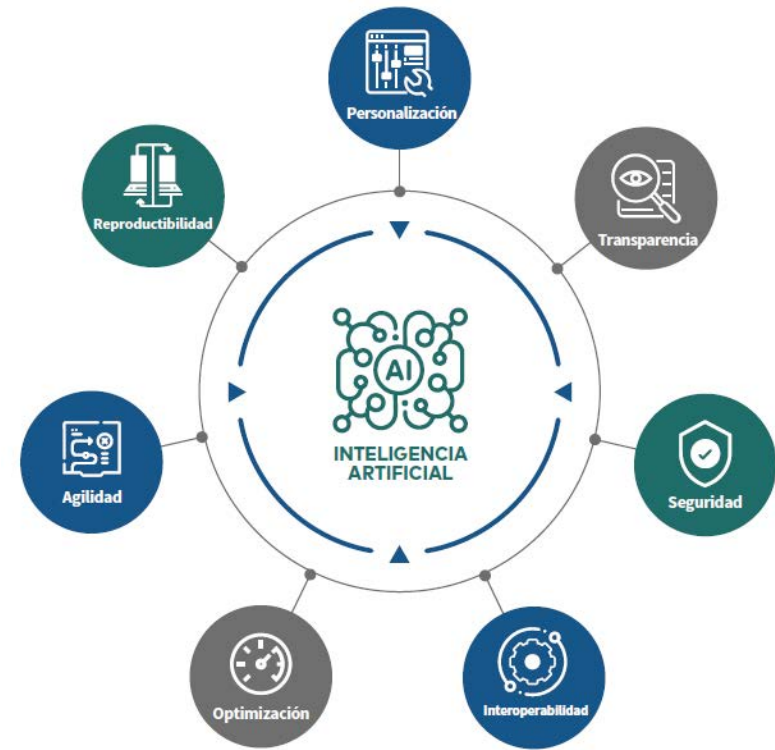 Personalización
Transparencia
Seguridad
Interoperabilidad
Optimización
Agilidad
Reproductibilidad
AI
INTELIGENCIA
ARTIFICIAL